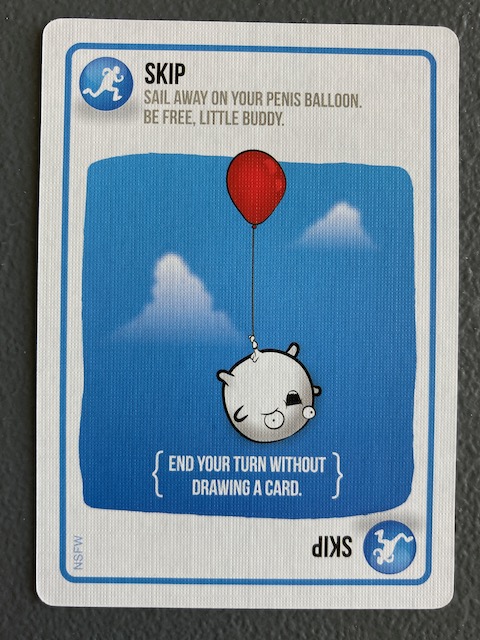 SKIP
SAIL AWAY ON YOUR PENIS BALLOON.
BE FREE, LITTLE BUDDY.
{ END YOUR TURN WITHOUT
DRAWING A CARD. }
NSFW
SKIP